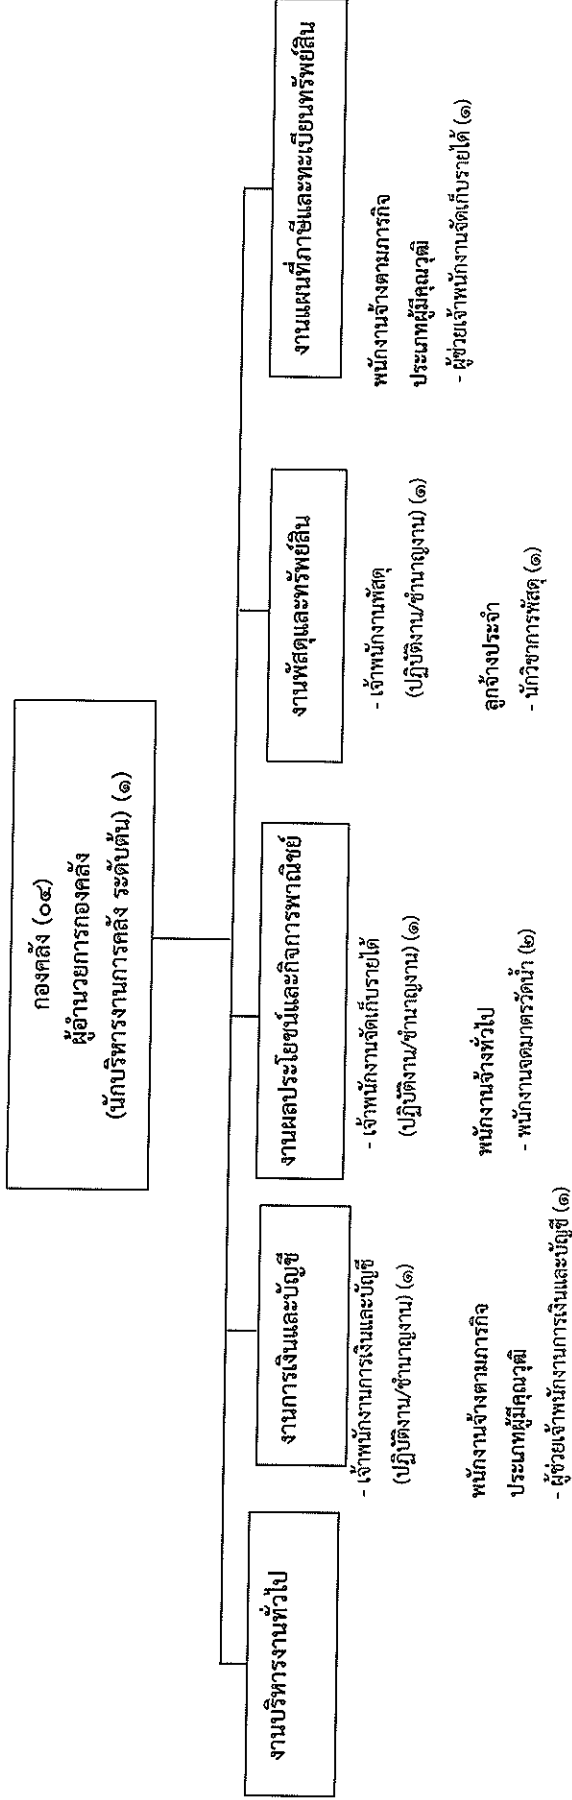 กองคลัง (๐๔)
ผู้อำนวยการกองคลัง
(นักบริหารงานการคลัง ระดับต้น) (๑)
งานบริหารงานทั่วไป
งานการเงินและบัญชี
- เจ้าพนักงานการเงินและบัญชี
(ปฏิบัติงาน/ชำนาญงาน) (๑)
พนักงานจ้างตามภารกิจ
ประเภทผู้มีคุณวุฒิ
- ผู้ช่วยเจ้าพนักงานการเงินและบัญชี (๑)
งานผลประโยชน์และกิจการพาณิชย์
- เจ้าพนักงานจัดเก็บรายได้
(ปฏิบัติงาน/ชำนาญงาน) (๑)
พนักงานจ้างทั่วไป
- พนักงานจดมาตรวัดน้ำ (๒)
งานพัสดุและทรัพย์สิน
- เจ้าพนักงานพัสดุ
(ปฏิบัติงาน/ชำนาญงาน) (๑)
ลูกจ้างประจำ
- นักวิชาการพัสดุ (๑)
งานแผนที่ภาษีและทะเบียนทรัพย์สิน
พนักงานจ้างตามภารกิจ
ประเภทผู้มีคุณวุฒิ
- ผู้ช่วยเจ้าพนักงานจัดเก็บรายได้ (๑)